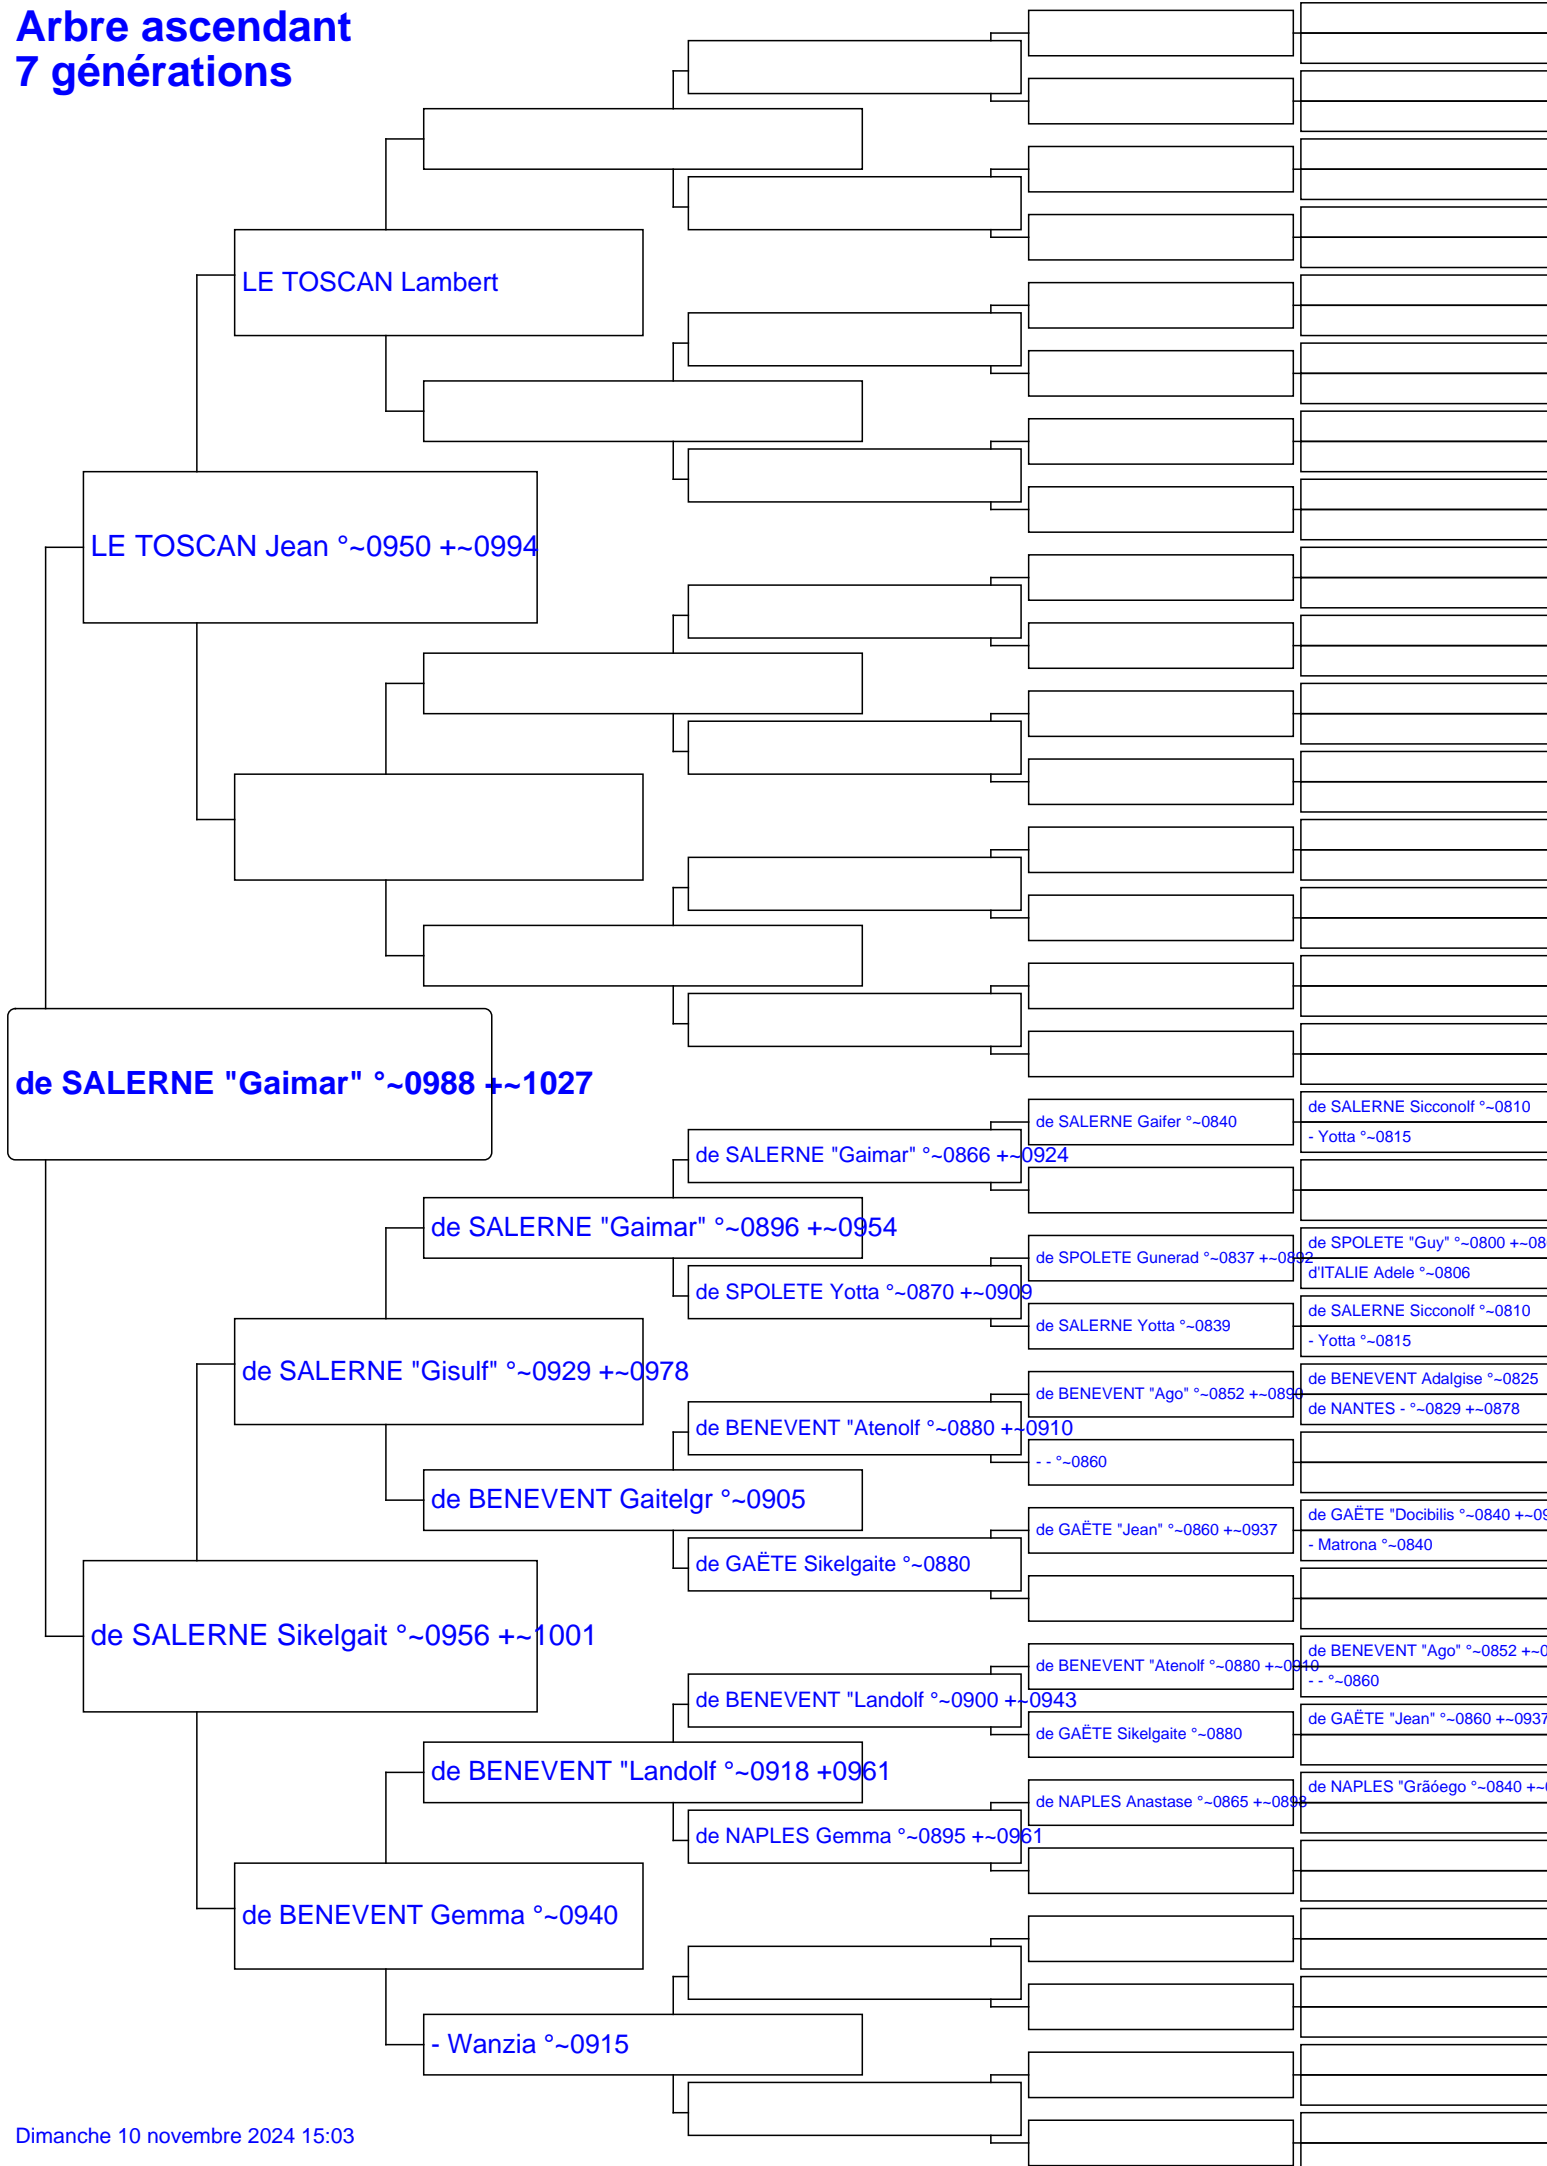 Arbre ascendant
7 générations
LE TOSCAN Lambert
LE TOSCAN Jean °~0950 +~0994
de SALERNE "Gaimar" °~0988 +~1027
de SALERNE Gaifer °~0840
de SALERNE Sicconolf °~0810
- Yotta °~0815
de SALERNE "Gaimar" °~0866 +~0924
de SALERNE "Gaimar" °~0896 +~0954
de SPOLETE Gunerad °~0837 +~0892
de SPOLETE "Guy" °~0800 +~08
d'ITALIE Adele °~0806
de SPOLETE Yotta °~0870 +~0909
de SALERNE Yotta °~0839
de SALERNE Sicconolf °~0810
- Yotta °~0815
de SALERNE "Gisulf" °~0929 +~0978
de BENEVENT "Ago" °~0852 +~0890
de BENEVENT Adalgise °~0825
de NANTES - °~0829 +~0878
de BENEVENT "Atenolf °~0880 +~0910
- - °~0860
de BENEVENT Gaitelgr °~0905
de GAËTE "Jean" °~0860 +~0937
de GAËTE "Docibilis °~0840 +~09
- Matrona °~0840
de GAËTE Sikelgaite °~0880
de SALERNE Sikelgait °~0956 +~1001
de BENEVENT "Atenolf °~0880 +~0910
de BENEVENT "Ago" °~0852 +~0
- - °~0860
de BENEVENT "Landolf °~0900 +~0943
de GAËTE Sikelgaite °~0880
de GAËTE "Jean" °~0860 +~0937
de BENEVENT "Landolf °~0918 +0961
de NAPLES Anastase °~0865 +~0898
de NAPLES "Grãóego °~0840 +~0
de NAPLES Gemma °~0895 +~0961
de BENEVENT Gemma °~0940
- Wanzia °~0915
Dimanche 10 novembre 2024 15:03